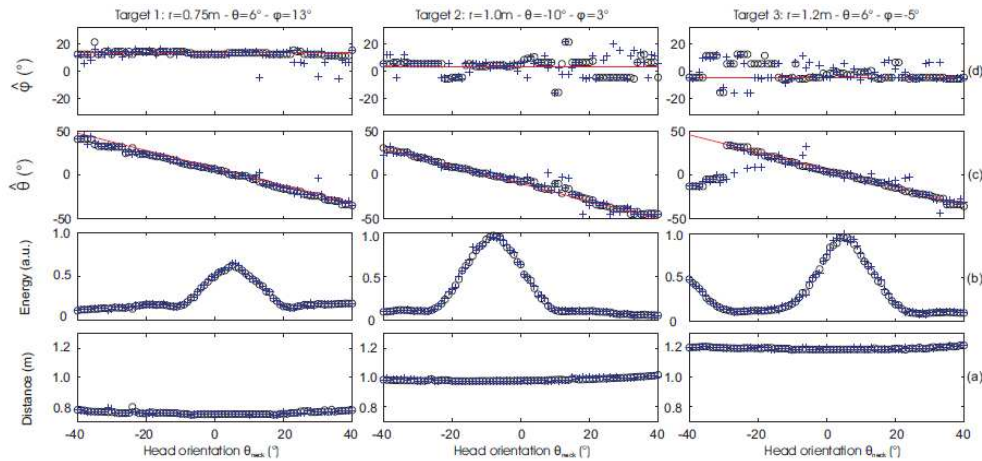 Target 1: r=0.75m - θ=6° - φ=13° Target 2: r=1.0m - θ=-10° - φ=3° Target 3: r=1.2m - θ=6° - φ=-5°
φ̂ (°) 20 0 -20 20 0 -20 20 0 -20 (d)
θ̂ (°) 50 0 -50 50 0 -50 50 0 -50 (c)
Energy (a.u.) 1.0 0.5 0 1.0 0.5 0 1.0 0.5 0 (b)
Distance (m) 1.2 1.0 0.8 1.2 1.0 0.8 1.2 1.0 0.8 (a)
-40 -20 0 20 40 -40 -20 0 20 40 -40 -20 0 20 40
Head orientation θneck (°) Head orientation θneck (°) Head orientation θneck (°)